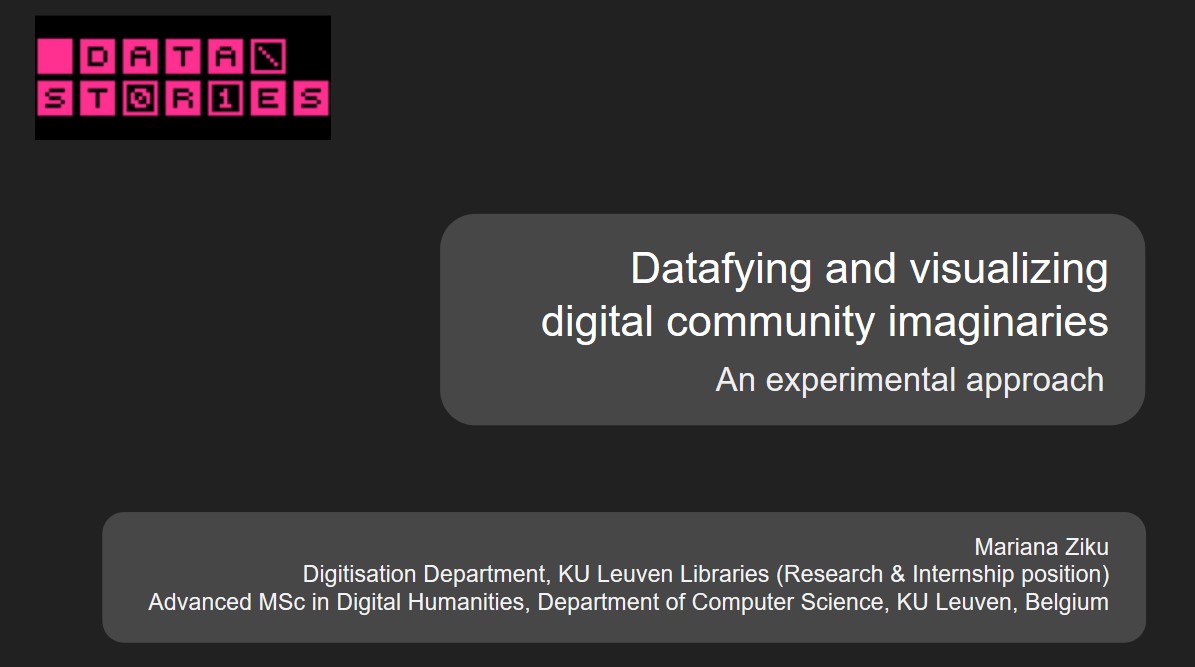 DATA\
ST0R1ES
Datafying and visualizing
digital community imaginaries
An experimental approach
Mariana Ziku
Digitisation Department, KU Leuven Libraries (Research & Internship position)
Advanced MSc in Digital Humanities, Department of Computer Science, KU Leuven, Belgium